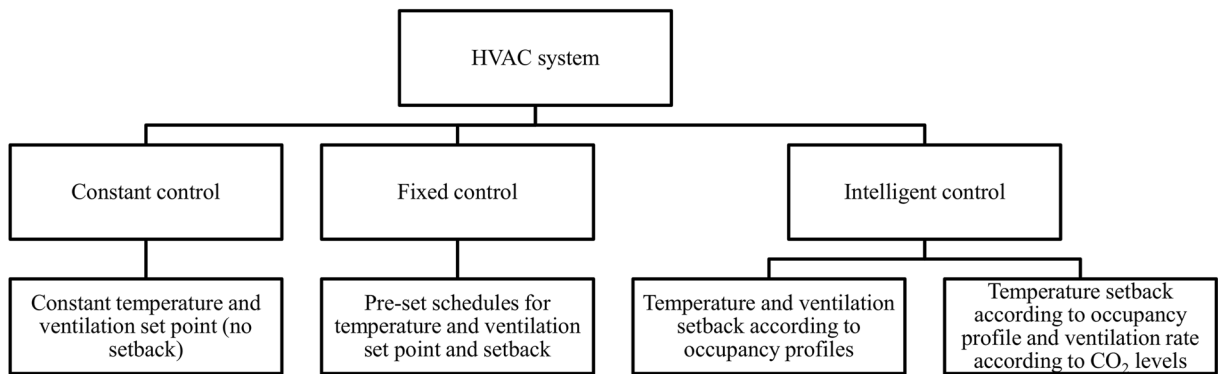 HVAC system
Constant control
Fixed control
Intelligent control
Constant temperature and
ventilation set point (no
setback)
Pre-set schedules for
temperature and ventilation
set point and setback
Temperature and ventilation
setback according to
occupancy profiles
Temperature setback
according to occupancy
profile and ventilation rate
according to CO₂ levels